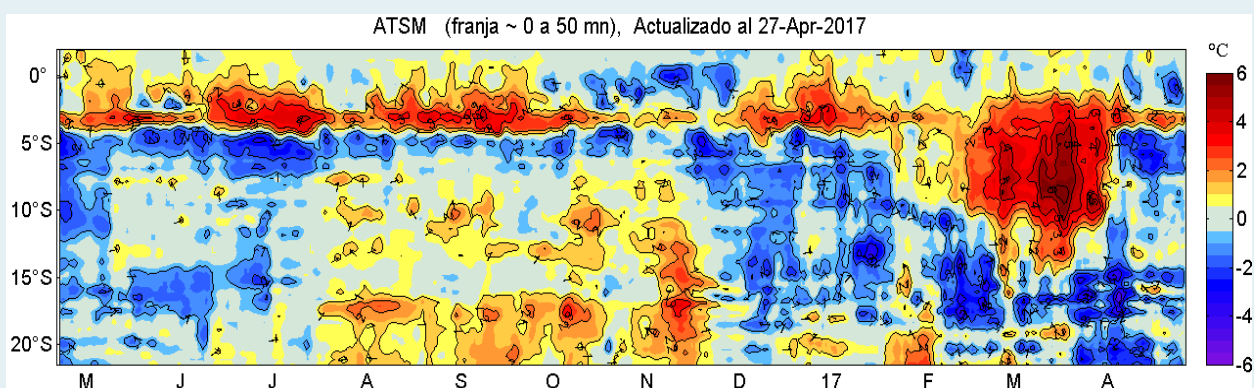 ATSM (franja ~ 0 a 50 mn), Actualizado al 27-Apr-2017
°C
0°
5°S
10°S
15°S
20°S
6
4
2
0
-2
-4
-6
M J J A S O N D 17 F M A